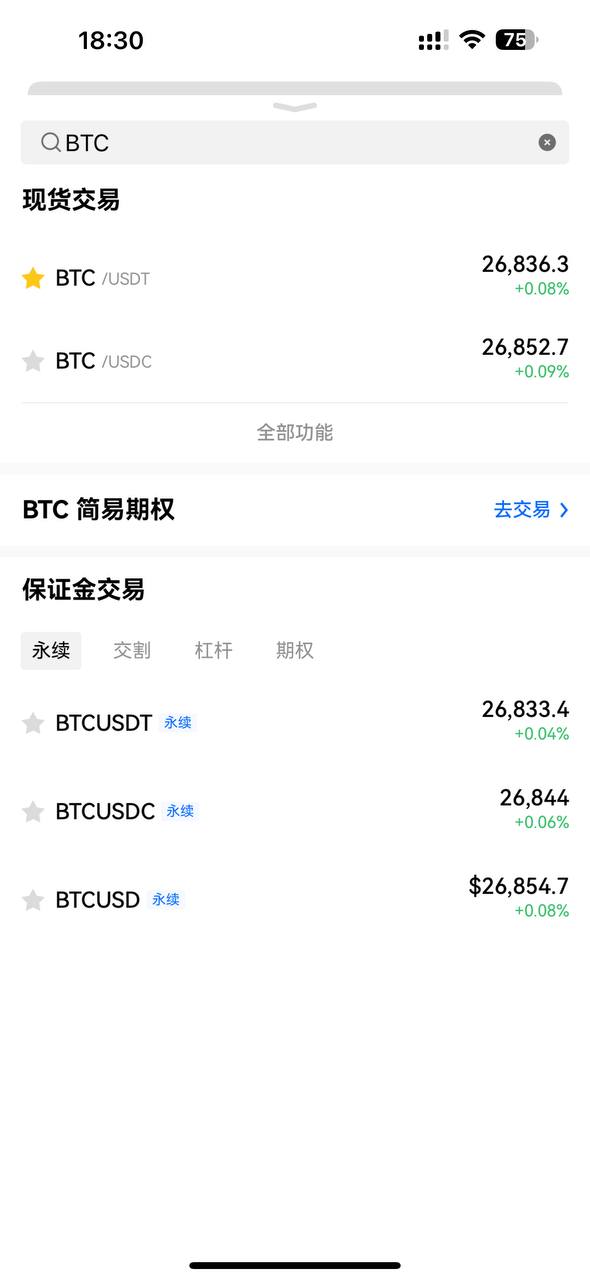 18:30 75
BTC
现货交易
BTC /USDT 26,836.3
+0.08%
BTC /USDC 26,852.7
+0.09%
全部功能
BTC 简易期权 去交易
保证金交易
永续 交割 杠杆 期权
BTCUSDT 永续 26,833.4
+0.04%
BTCUSDC 永续 26,844
+0.06%
BTCUSD 永续 $26,854.7
+0.08%